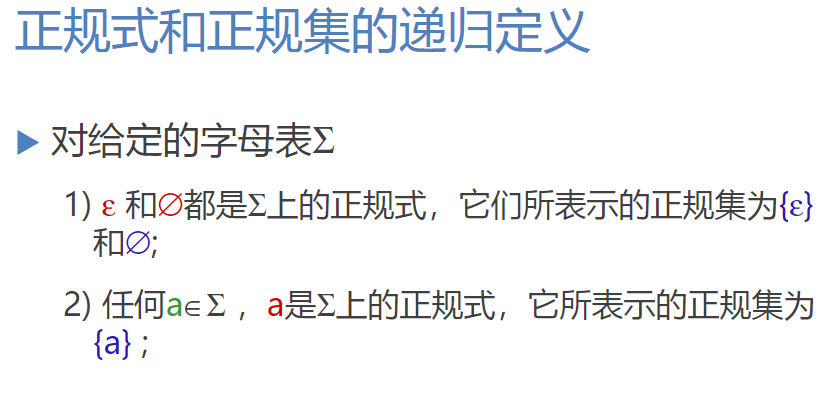 正规式和正规集的递归定义
▶ 对给定的字母表Σ
1) ε 和∅都是Σ上的正规式，它们所表示的正规集为{ε}
和∅;
2) 任何a∈Σ ，a是Σ上的正规式，它所表示的正规集为
{a} ;